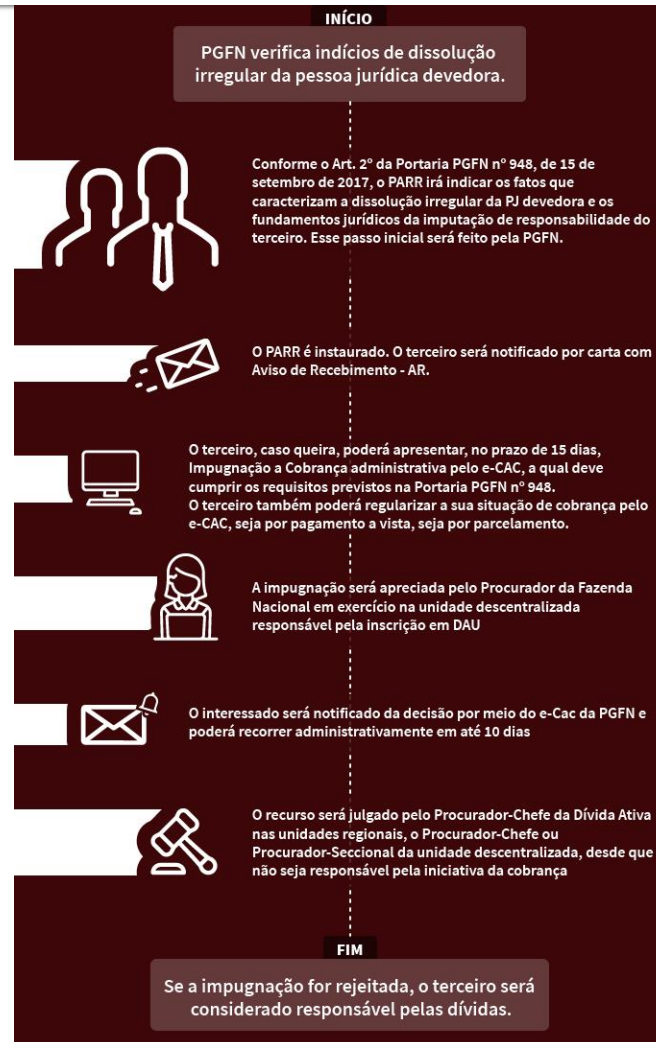 INÍCIO
PGFN verifica indícios de dissolução
irregular da pessoa jurídica devedora.
Conforme o Art. 2º da Portaria PGFN nº 948, de 15 de
setembro de 2017, o PARR irá indicar os fatos que
caracterizam a dissolução irregular da PJ devedora e os
fundamentos jurídicos da imputação de responsabilidade do
terceiro. Esse passo inicial será feito pela PGFN.
O PARR é instaurado. O terceiro será notificado por carta com
Aviso de Recebimento - AR.
O terceiro, caso queira, poderá apresentar, no prazo de 15 dias,
Impugnação a Cobrança administrativa pelo e-CAC, a qual deve
cumprir os requisitos previstos na Portaria PGFN nº 948.
O terceiro também poderá regularizar a sua situação de cobrança pelo
e-CAC, seja por pagamento a vista, seja por parcelamento.
A impugnação será apreciada pelo Procurador da Fazenda
Nacional em exercício na unidade descentralizada
responsável pela inscrição em DAU
O interessado será notificado da decisão por meio do e-Cac da PGFN e
poderá recorrer administrativamente em até 10 dias
O recurso será julgado pelo Procurador-Chefe da Dívida Ativa
nas unidades regionais, o Procurador-Chefe ou
Procurador-Seccional da unidade descentralizada, desde que
não seja responsável pela iniciativa da cobrança
FIM
Se a impugnação for rejeitada, o terceiro será
considerado responsável pelas dívidas.